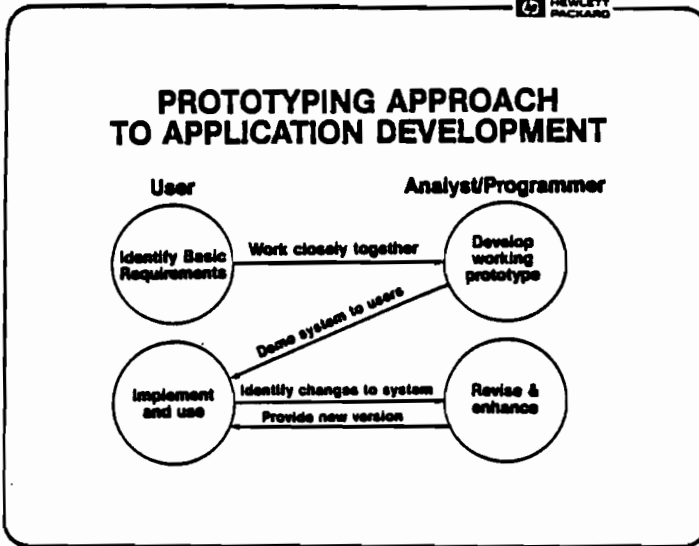 hp HEWLETT
PACKARD
PROTOTYPING APPROACH
TO APPLICATION DEVELOPMENT
User
Analyst/Programmer
Identify Basic
Requirements
Work closely together
Develop
working
prototype
Demo system to users
Implement
and use
Identify changes to system
Provide new version
Revise &
enhance